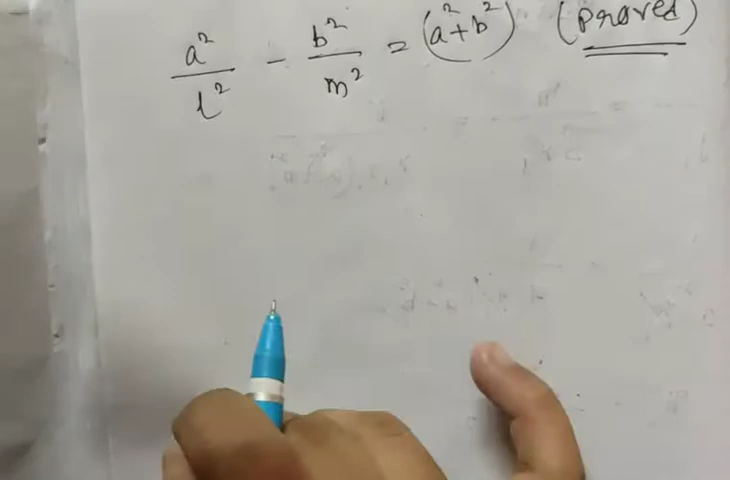 a²/l² - b²/m² = (a²+b²) (Proved)